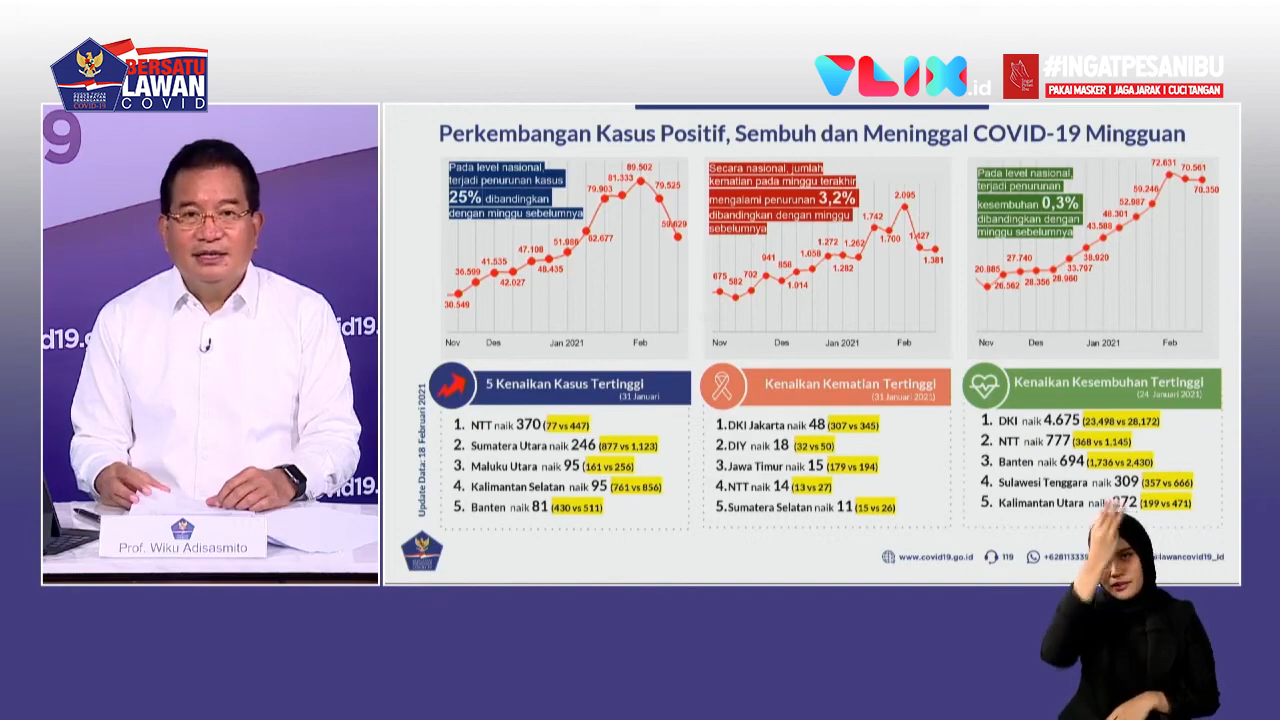 BERSATU
LAWAN
COVID
COVID-19
VLIX.id
#INGATPESANIBU
PAKAI MASKER I JAGA JARAK I CUCI TANGAN
9
Perkembangan Kasus Positif, Sembuh dan Meninggal COVID-19 Mingguan
Pada level nasional,
terjadi penurunan kasus
25% dibandingkan
dengan minggu sebelumnya
30.549
36.599
41.535
42.027
47.100
48.435
51.986
62.677
79.903
81.333
89.502
79.525
59.629
Nov Des Jan 2021 Feb
Secara nasional, jumlah
kematian pada minggu terakhir
mengalami penurunan 3,2%
dibandingkan dengan minggu
sebelumnya
675
582
702
941
858
1.014
1.058
1.272
1.282
1.262
1.742
1.700
2.095
1.381
Nov Des Jan 2021 Feb
Pada level nasional,
terjadi penurunan
kesembuhan 0,3%
dibandingkan dengan
minggu sebelumnya
20.885
26.562
27.740
28.356
28.960
33.797
38.920
43.588
48.301
52.987
59.246
72.631
70.561
70.350
Nov Des Jan 2021 Feb
id19.g
id19.
vid19
Update Data: 18 Februari 2021
5 Kenaikan Kasus Tertinggi
(31 Januari
1. NTT naik 370 (77 vs 447)
2. Sumatera Utara naik 246 (877 vs 1,123)
3. Maluku Utara naik 95 (161 vs 256)
4. Kalimantan Selatan naik 95 (761 vs 856)
5. Banten naik 81 (430 vs 511)
Kenaikan Kematian Tertinggi
(31 Januari 2021)
1.DKI Jakarta naik 48 (307 vs 345)
2.DIY naik 18 (32 vs 50)
3.Jawa Timur naik 15 (179 vs 194)
4.NTT naik 14 (13 vs 27)
5.Sumatera Selatan naik 11 (15 vs 26)
Kenaikan Kesembuhan Tertinggi
(24 Januari 2021)
1. DKI naik 4.675 (23,498 vs 28,172)
2. NTT naik 777 (368 vs 1,145)
3. Banten naik 694 (1,736 vs 2,430)
4. Sulawesi Tenggara naik 309 (357 vs 666)
5. Kalimantan Utara naik (199 vs 471)
Prof. Wiku Adisasmito
www.covid19.go.id 119 +628113339 lawancovid19_id